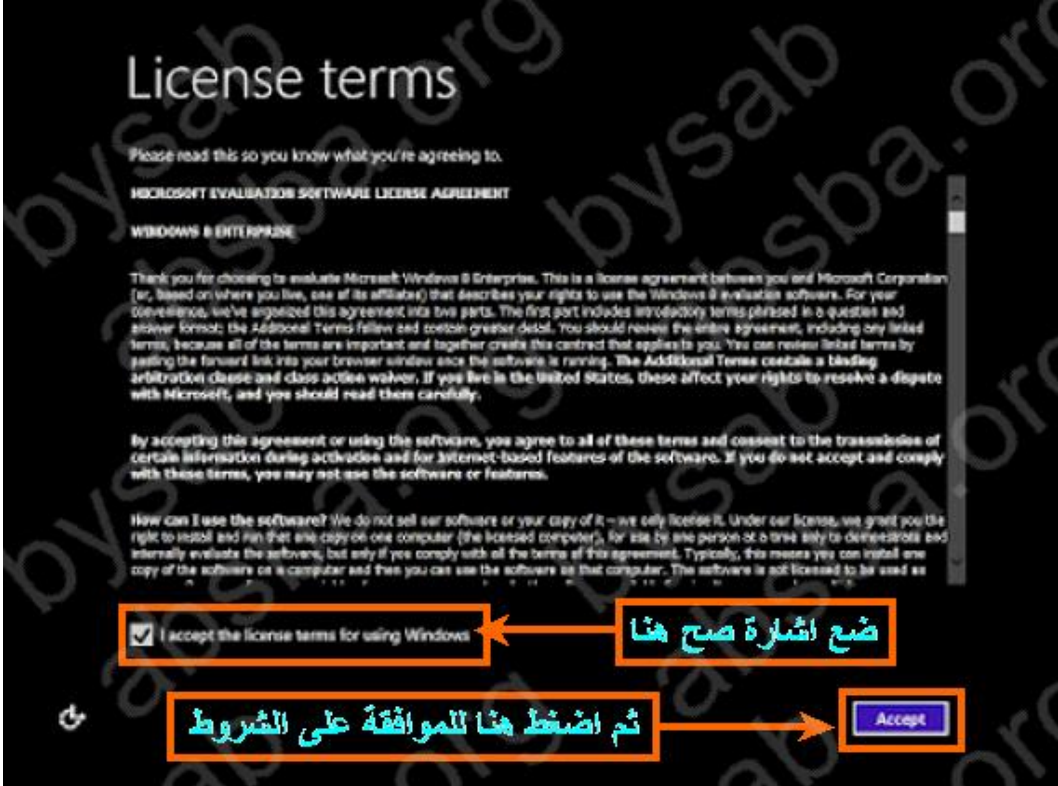 License terms
Please read this so you know what you're agreeing to.
MICROSOFT EVALUATION SOFTWARE LICENSE AGREEMENT
WINDOWS 8 ENTERPRISE
Thank you for choosing to evaluate Microsoft Windows 8 Enterprise. This is a license agreement between you and Microsoft Corporation
(or, based on where you live, one of its affiliates) that describes your rights to use the Windows 8 evaluation software. For your
convenience, we've organized this agreement into two parts. The first part includes introductory terms phrased in a question and
answer format; the Additional Terms follow and contain greater detail. You should review the entire agreement, including any linked
terms, because all of the terms are important and together create this contract that applies to you. You can review linked terms by
pasting the forward link into your browser window once the software is running. The Additional Terms contain a binding
arbitration clause and class action waiver. If you live in the United States, these affect your rights to resolve a dispute
with Microsoft, and you should read them carefully.
By accepting this agreement or using the software, you agree to all of these terms and consent to the transmission of
certain information during activation and for Internet-based features of the software. If you do not accept and comply
with these terms, you may not use the software or features.
How can I use the software? We do not sell our software or your copy of it – we only license it. Under our license, we grant you the
right to install and run that one copy on one computer (the licensed computer), for use by one person at a time only to demonstrate and
internally evaluate the software, but only if you comply with all of the terms of this agreement. Typically, this means you can install one
copy of the software on a computer and then you can use the software on that computer. The software is not licensed to be used as
I accept the license terms for using Windows
ضع اشارة صح هنا
ثم اضغط هنا للموافقة على الشروط
Accept